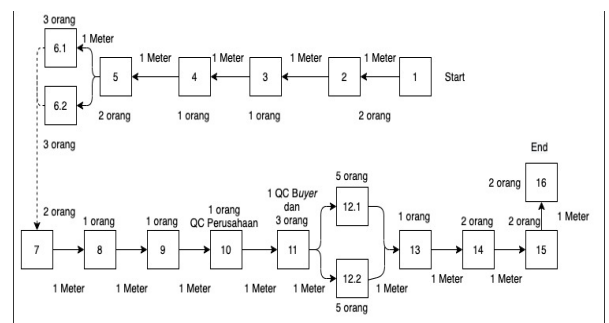 3 orang
6.1
1 Meter
1 Meter
1 Meter
1 Meter
1 Meter
5
4
3
2
1
Start
6.2
2 orang
1 orang
1 orang
2 orang
3 orang
End
5 orang
2 orang
16
1 QC Buyer
dan
3 orang
12.1
1 Meter
2 orang
1 orang
1 orang
1 orang
QC Perusahaan
1 orang
2 orang
2 orang
7
8
9
10
11
13
14
15
12.2
1 Meter
1 Meter
1 Meter
1 Meter
1 Meter
1 Meter
1 Meter
1 Meter
5 orang